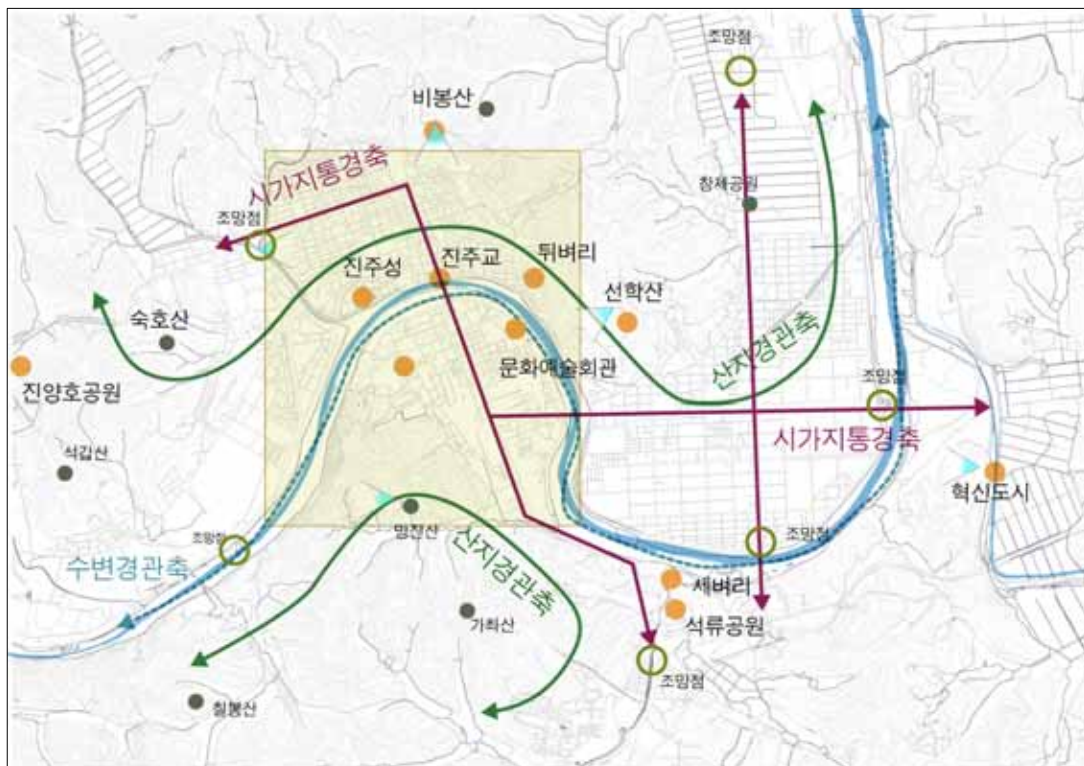 조망점
비봉산
시가지통경축
창제공원
조망점
진주성
진주교
뒤벼리
선학산
숙호산
산지경관축
진양호공원
문화예술회관
조망점
시가지통경축
석갑산
혁신도시
망진산
조망점
조망점
수변경관축
산지경관축
새벼리
가좌산
석류공원
조망점
칠봉산